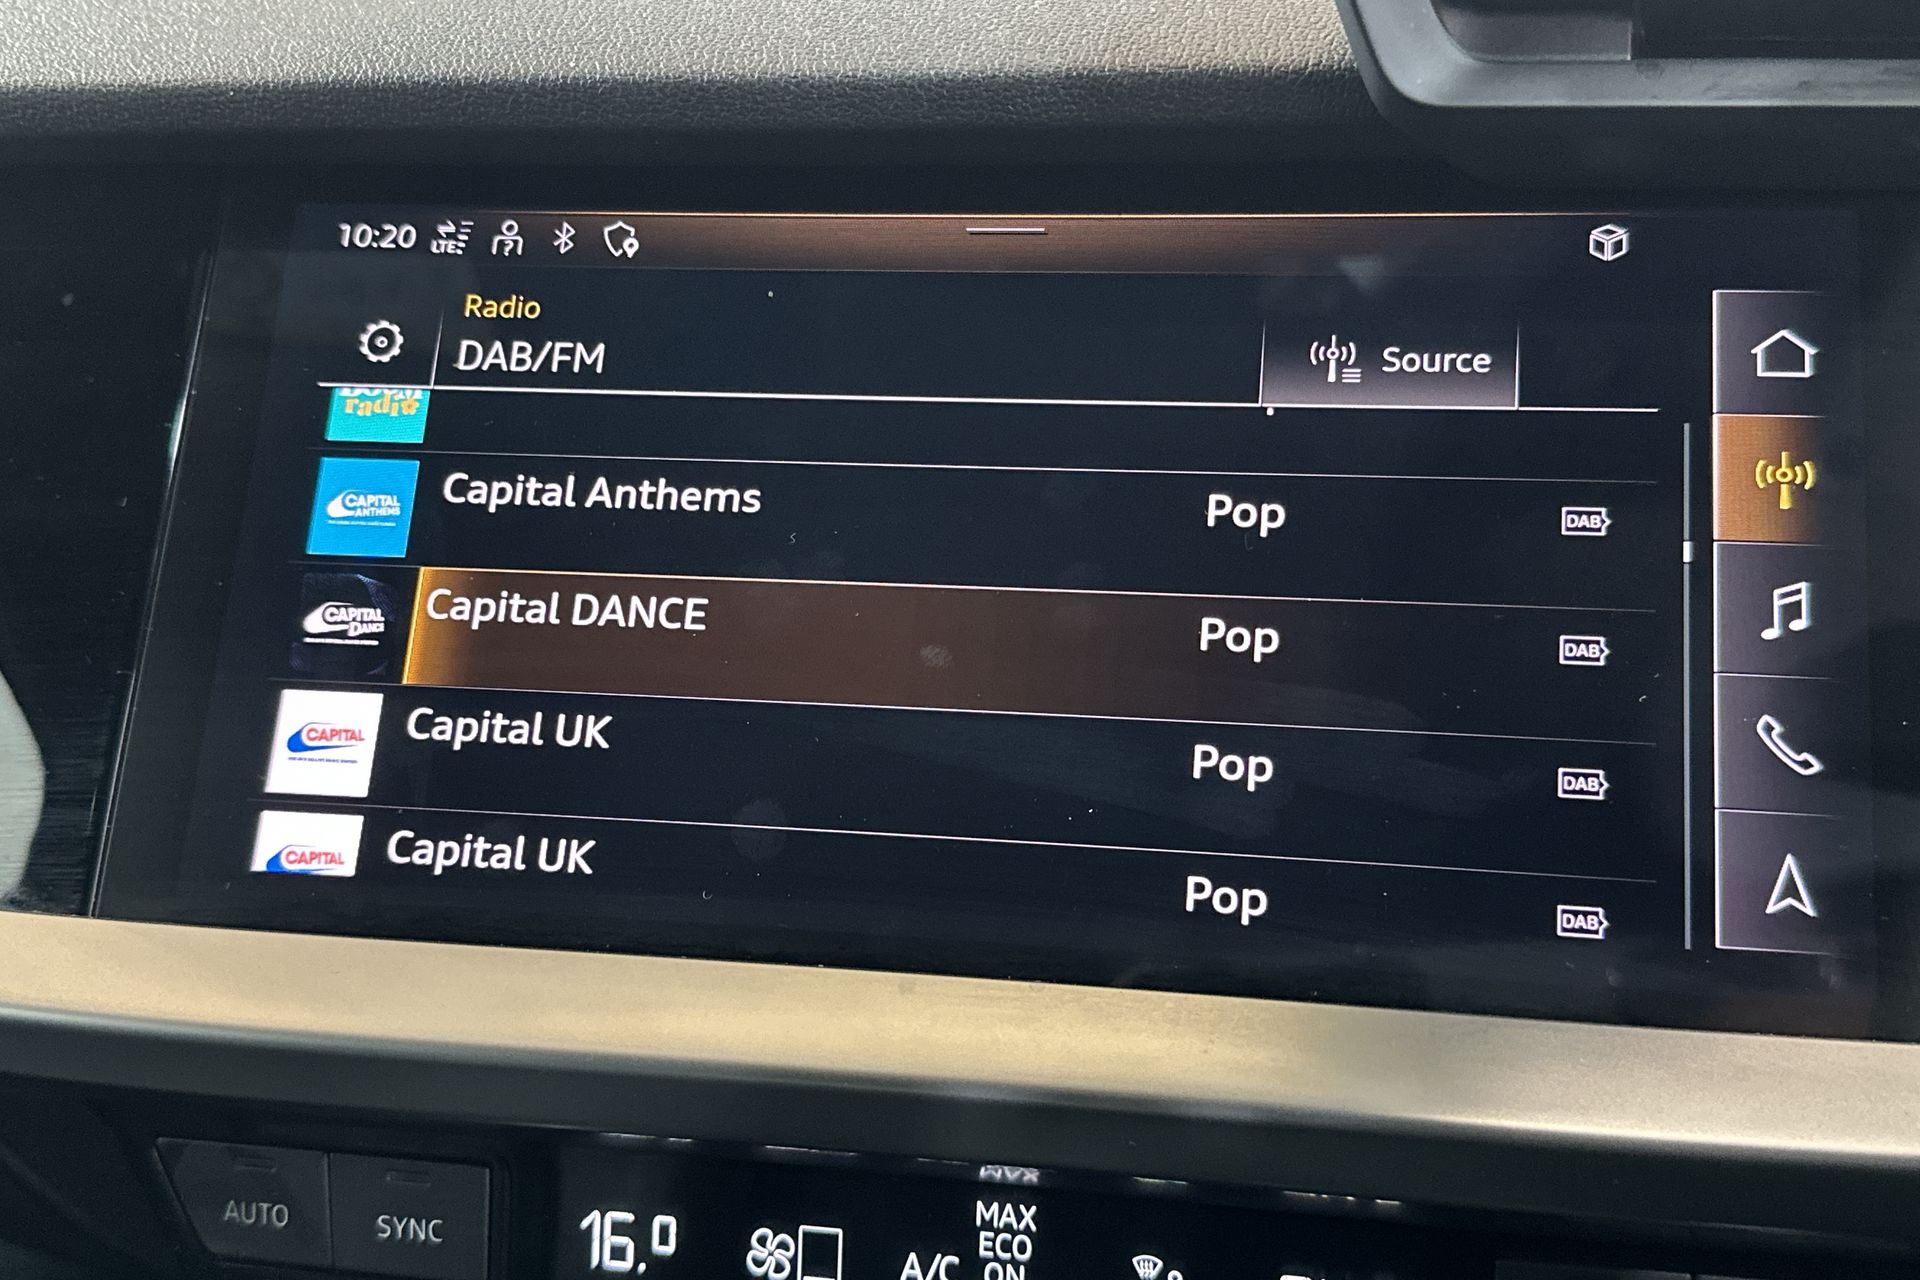 10:20 LTE
Radio
DAB/FM
Source
radio
CAPITAL
ANTHEMS
Capital Anthems
Pop
DAB
CAPITAL
DANCE
Capital DANCE
Pop
DAB
CAPITAL
Capital UK
Pop
DAB
CAPITAL
Capital UK
Pop
DAB
AUTO
SYNC
16.0
A/C
MAX
ECO
ON